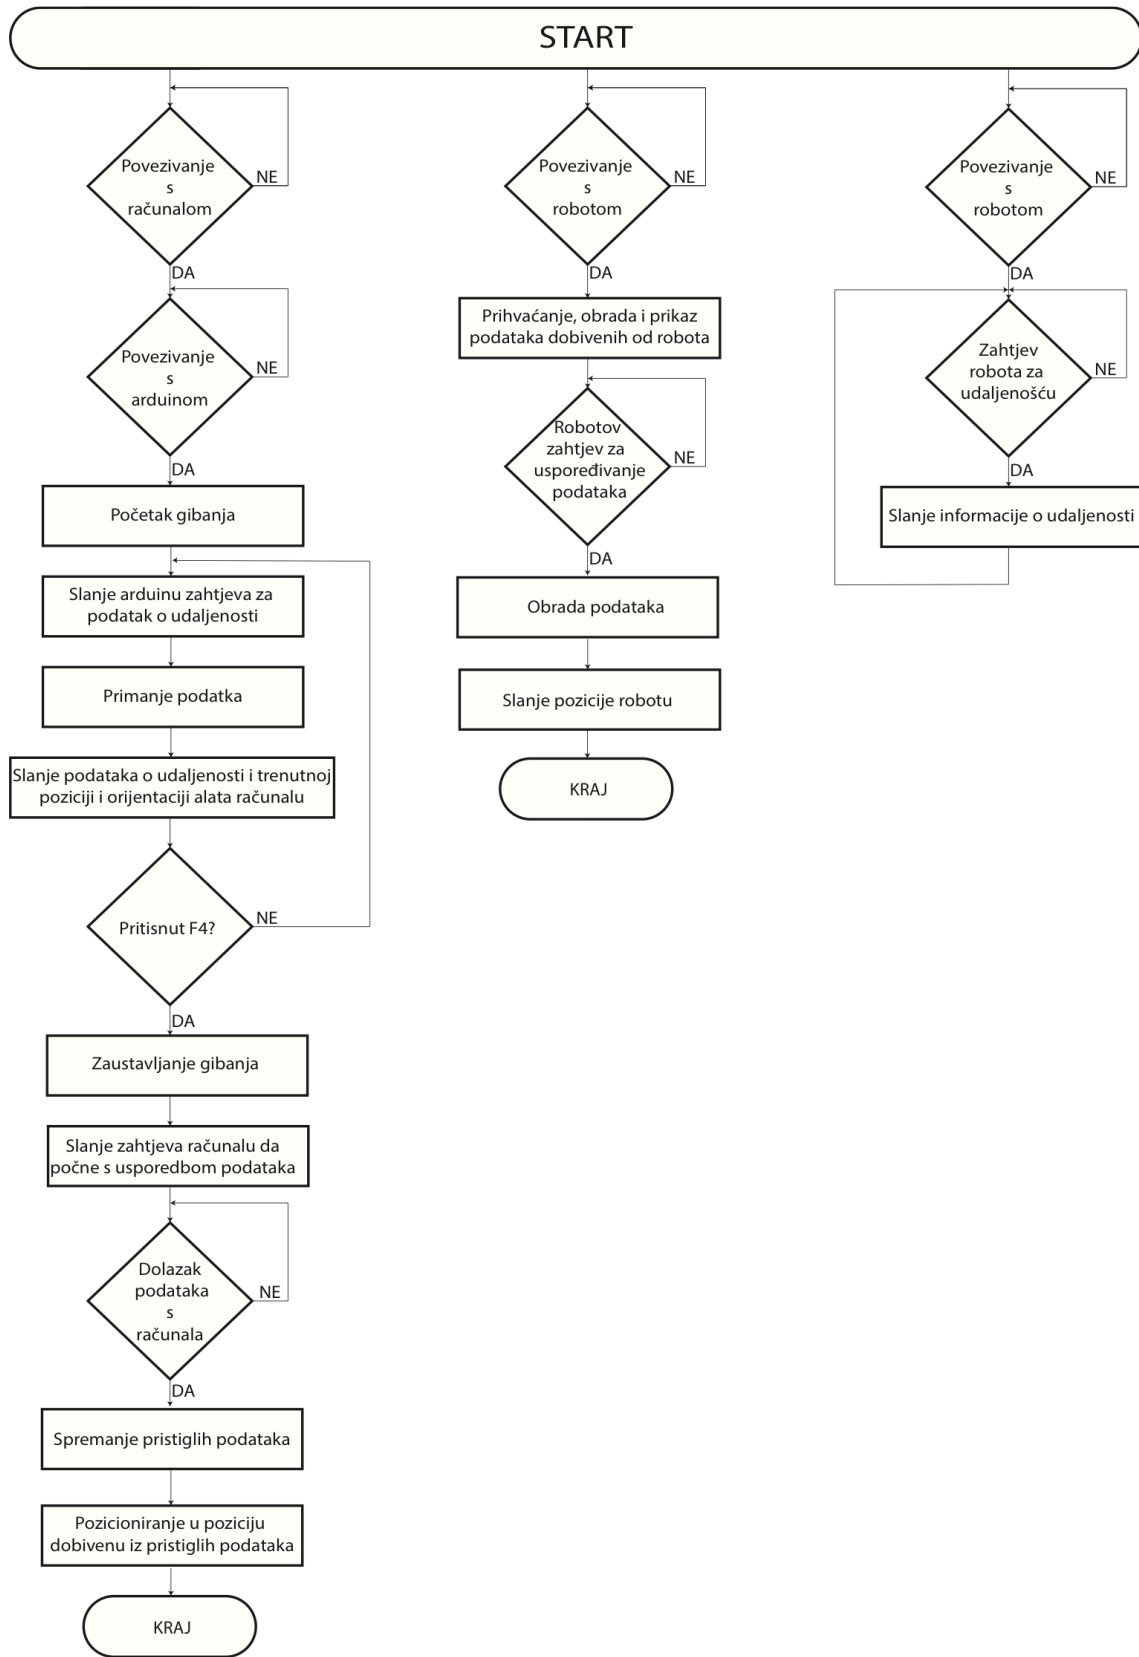 START
Povezivanje
s
računalom
NE
DA
Povezivanje
s
arduinom
NE
DA
Početak gibanja
Slanje arduinu zahtjeva za
podatak o udaljenosti
Primanje podatka
Slanje podataka o udaljenosti i trenutnoj
poziciji i orijentaciji alata računalu
Pritisnut F4?
NE
DA
Zaustavljanje gibanja
Slanje zahtjeva računalu da
počne s usporedbom podataka
Dolazak
podataka
s
računala
NE
DA
Spremanje pristiglih podataka
Pozicioniranje u poziciju
dobivenu iz pristiglih podataka
KRAJ
Povezivanje
s
robotom
NE
DA
Prihvaćanje, obrada i prikaz
podataka dobivenih od robota
Robotov
zahtjev za
uspoređivanje
podataka
NE
DA
Obrada podataka
Slanje pozicije robotu
KRAJ
Povezivanje
s
robotom
NE
DA
Zahtjev
robota za
udaljenošću
NE
DA
Slanje informacije o udaljenosti